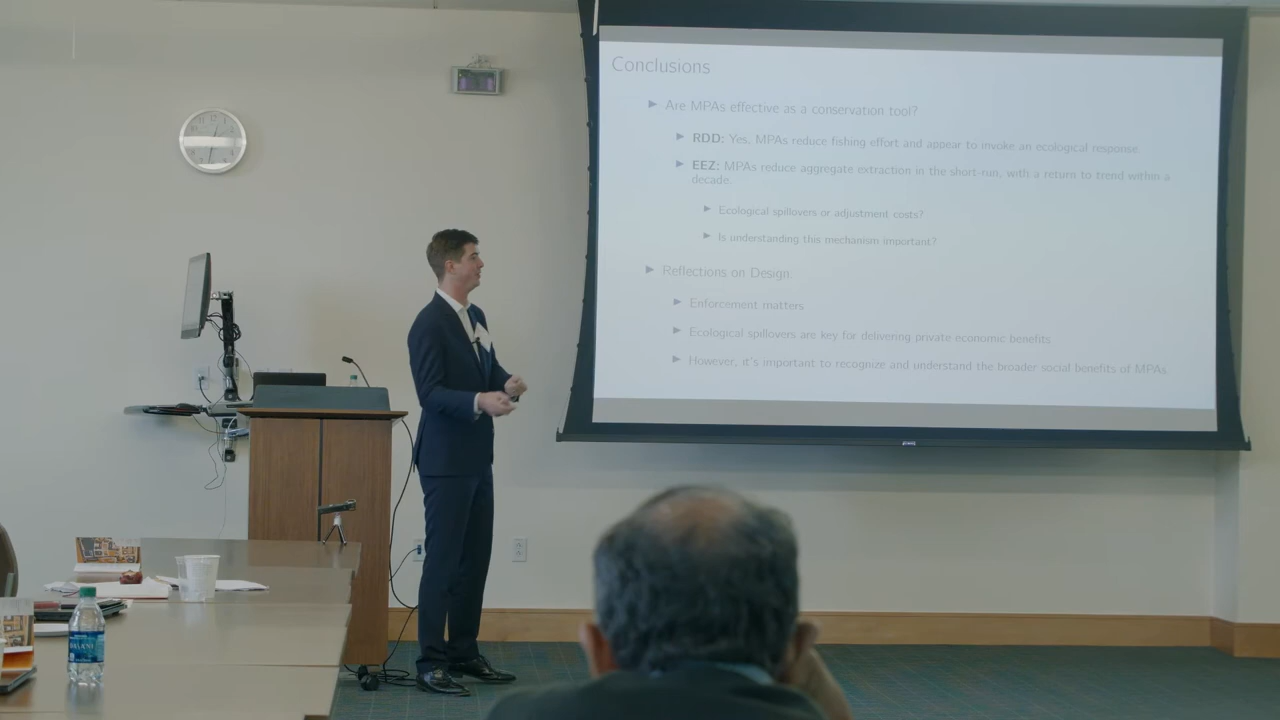 Conclusions
Are MPAs effective as a conservation tool?
RDD: Yes, MPAs reduce fishing effort and appear to invoke an ecological response.
EEZ: MPAs reduce aggregate extraction in the short-run, with a return to trend within a
decade.
Ecological spillovers or adjustment costs?
Is understanding this mechanism important?
Reflections on Design:
Enforcement matters
Ecological spillovers are key for delivering private economic benefits
However, it's important to recognize and understand the broader social benefits of MPAs.